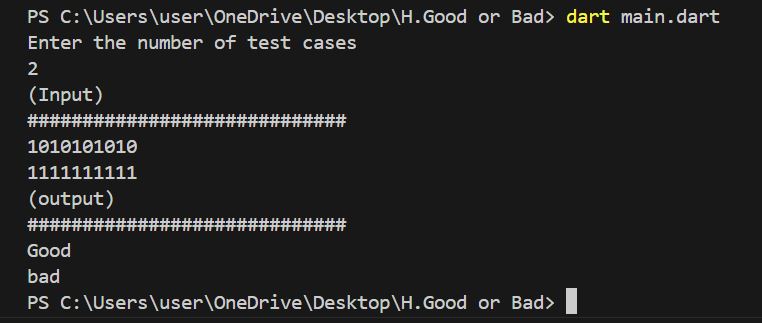 PS C:\Users\user\OneDrive\Desktop\H.Good or Bad> dart main.dart
Enter the number of test cases
2
(Input)
#############################
1010101010
1111111111
(output)
#############################
Good
bad
PS C:\Users\user\OneDrive\Desktop\H.Good or Bad>